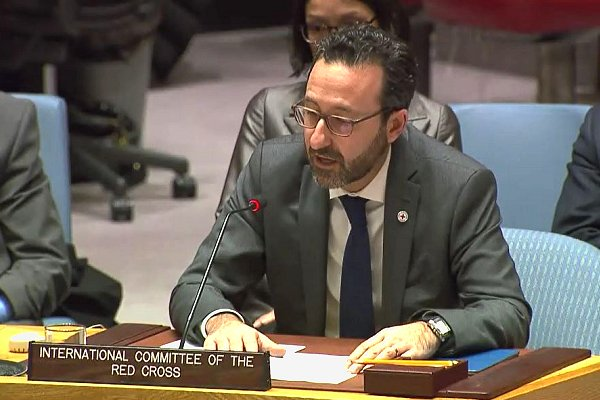 INTERNATIONAL COMMITTEE OF THE
RED CROSS